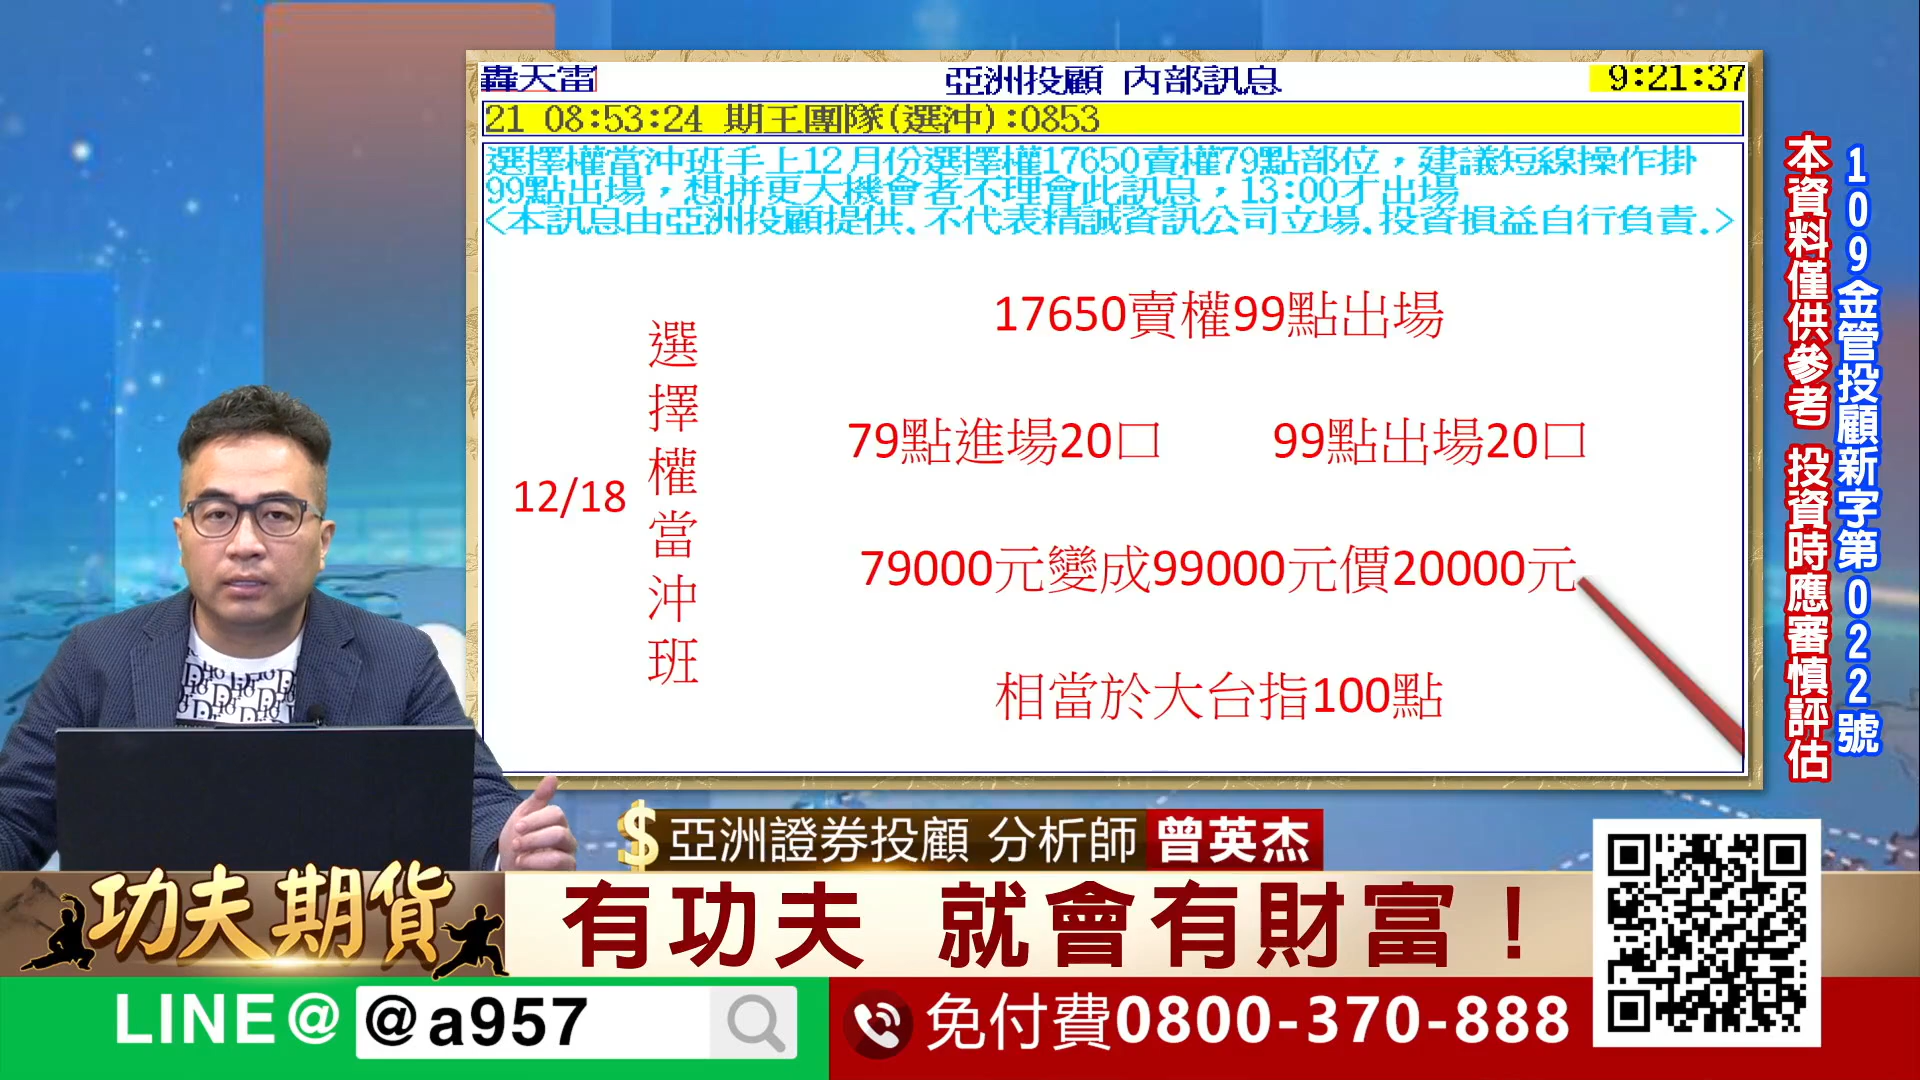 轟天雷
亞洲投顧 內部訊息
9:21:37
21 08:53:24 期王團隊(選沖):0853
選擇權當沖班手上12月份選擇權17650賣權79點部位，建議短線操作掛
99點出場，想拼更大機會者不理會此訊息，13:00才出場
<本訊息由亞洲投顧提供.不代表精誠資訊公司立場.投資損益自行負責.>
12/18
選擇權當沖班
17650賣權99點出場
79點進場20口
99點出場20口
79000元變成99000元價20000元
相當於大台指100點
109金管投顧新字第022號
本資料僅供參考 投資時應審慎評估
$亞洲證券投顧 分析師 曾英杰
功夫期貨
有功夫 就會有財富！
LINE@ @a957
免付費0800-370-888
Dior